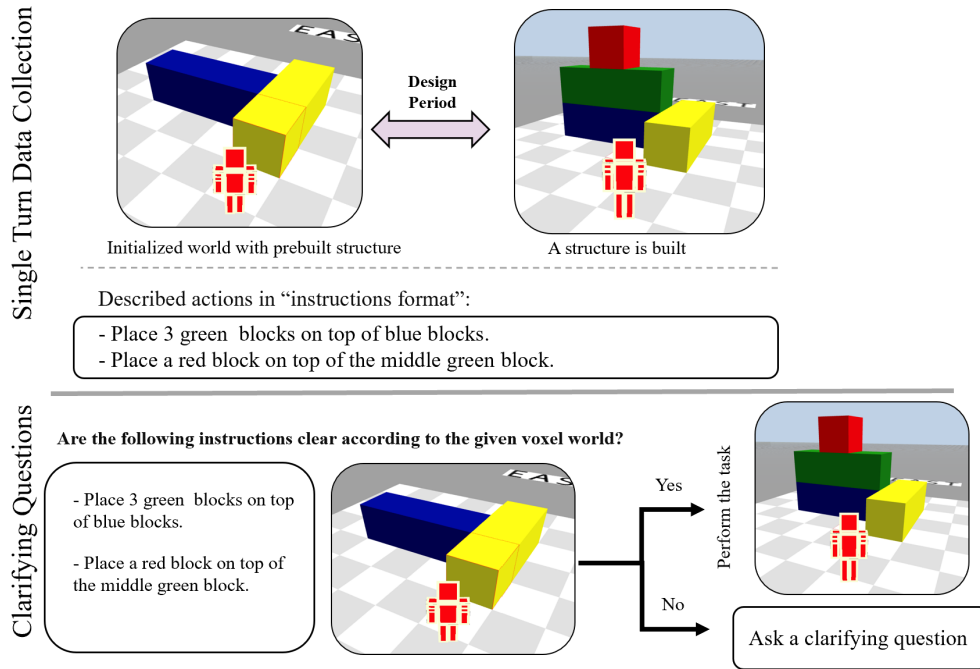 Single Turn Data Collection
EAS
Design
Period
Initialized world with prebuilt structure
A structure is built
Described actions in “instructions format”:
- Place 3 green blocks on top of blue blocks.
- Place a red block on top of the middle green block.
Clarifying Questions
Are the following instructions clear according to the given voxel world?
- Place 3 green blocks on top
of blue blocks.
- Place a red block on top of
the middle green block.
EAS
Yes
No
Perform the task
Ask a clarifying question